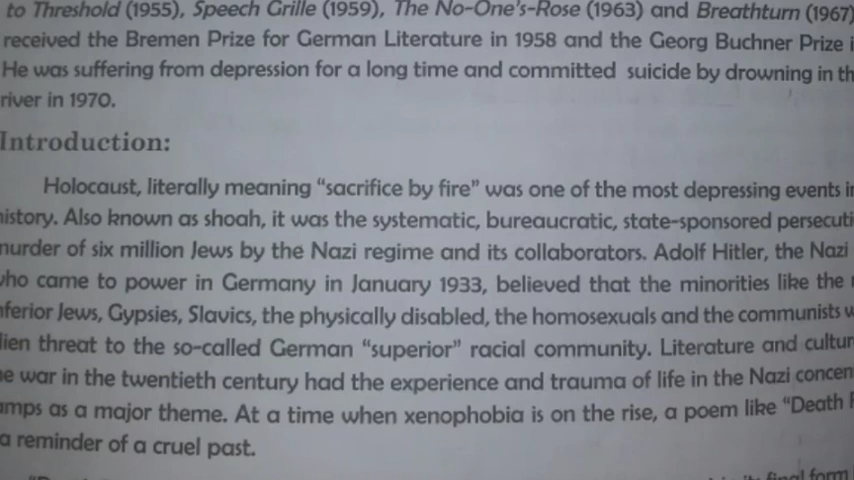 to Threshold (1955), Speech Grille (1959), The No-One's-Rose (1963) and Breathturn (1967)
received the Bremen Prize for German Literature in 1958 and the Georg Buchner Prize i
He was suffering from depression for a long time and committed suicide by drowning in th
river in 1970.
Introduction:
Holocaust, literally meaning “sacrifice by fire” was one of the most depressing events in
history. Also known as shoah, it was the systematic, bureaucratic, state-sponsored persecuti
murder of six million Jews by the Nazi regime and its collaborators. Adolf Hitler, the Nazi
who came to power in Germany in January 1933, believed that the minorities like the
nferior Jews, Gypsies, Slavics, the physically disabled, the homosexuals and the communists w
lien threat to the so-called German “superior” racial community. Literature and cultur
he war in the twentieth century had the experience and trauma of life in the Nazi concen
amps as a major theme. At a time when xenophobia is on the rise, a poem like “Death F
a reminder of a cruel past.
final form